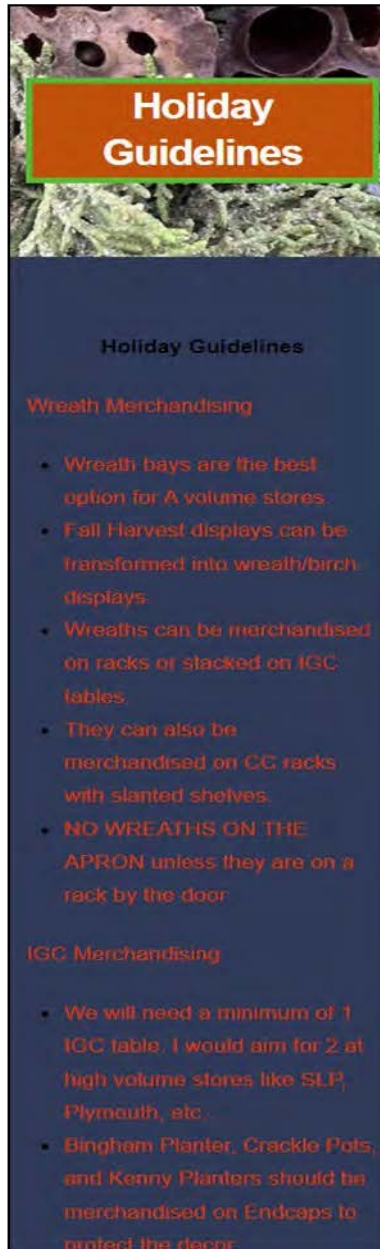 Holiday
Guidelines
Holiday Guidelines
Wreath Merchandising
• Wreath bays are the best
option for A volume stores.
• Fall Harvest displays can be
transformed into wreath/birch
displays.
• Wreaths can be merchandised
on racks or stacked on IGC
tables.
• They can also be
merchandised on CC racks
with slanted shelves.
• NO WREATHS ON THE
APRON unless they are on a
rack by the door
IGC Merchandising
• We will need a minimum of 1
IGC table. I would aim for 2 at
high volume stores like SLP,
Plymouth, etc.
• Bingham Planter, Crackle Pots,
and Kenny Planters should be
merchandised on Endcaps to
protect the decor